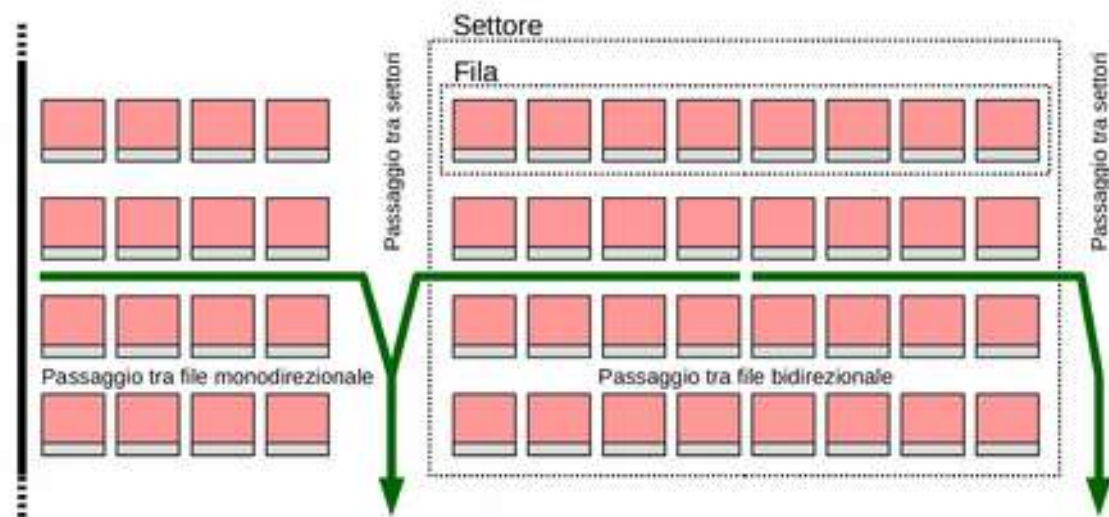 Settore
Fila
Passaggio tra settori
Passaggio tra settori
Passaggio tra file monodirezionale
Passaggio tra file bidirezionale